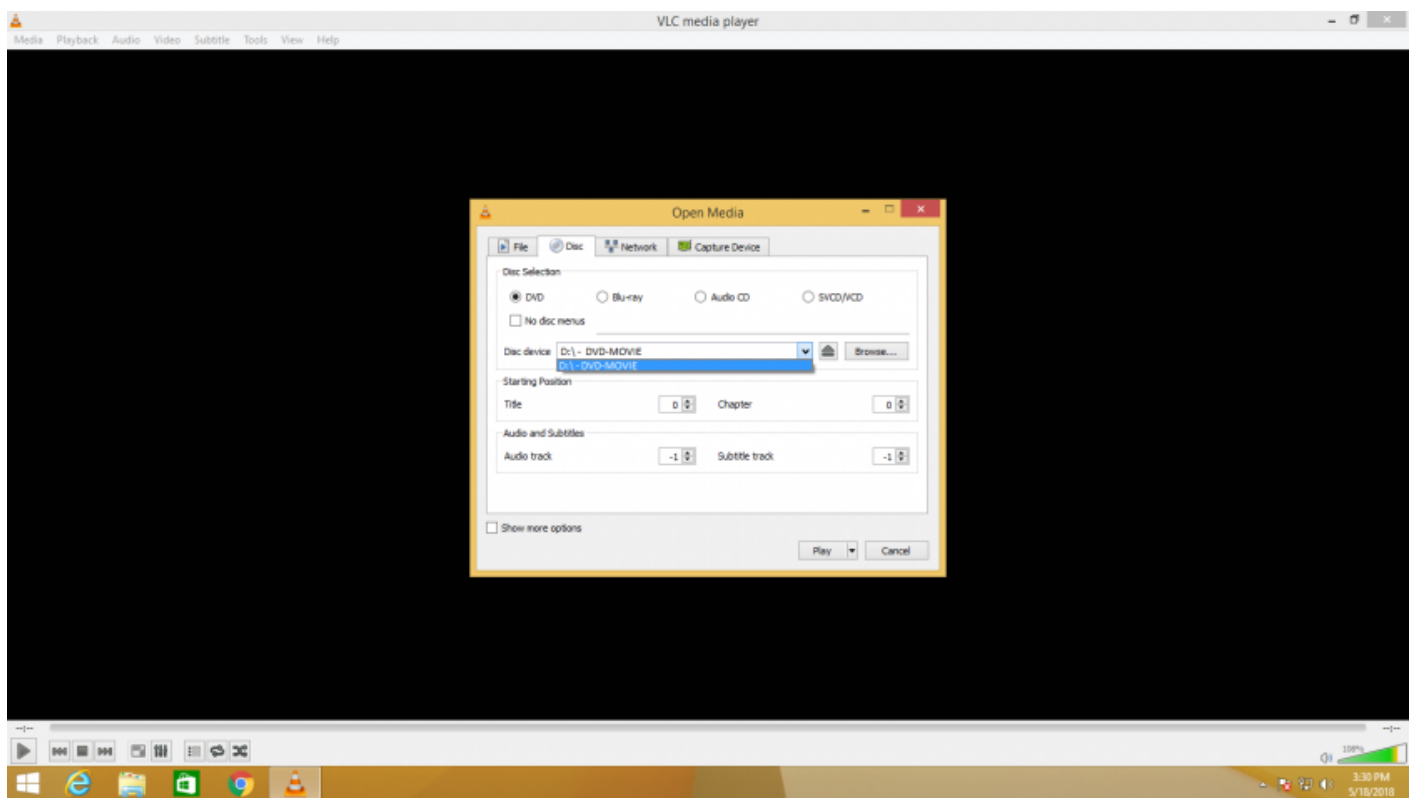 VLC media player
Media Playback Audio Video Subtitle Tools View Help
Open Media
File Disc Network Capture Device
Disc Selection
DVD Blu-ray Audio CD SVCD/VCD
No disc menus
Disc device D:\ - DVD-MOVIE Browse...
D:\ - DVD-MOVIE
Starting Position
Title 0 Chapter 0
Audio and Subtitles
Audio track -1 Subtitle track -1
Show more options
Play Cancel
--:-- --:--
108%
3:30 PM
5/18/2018